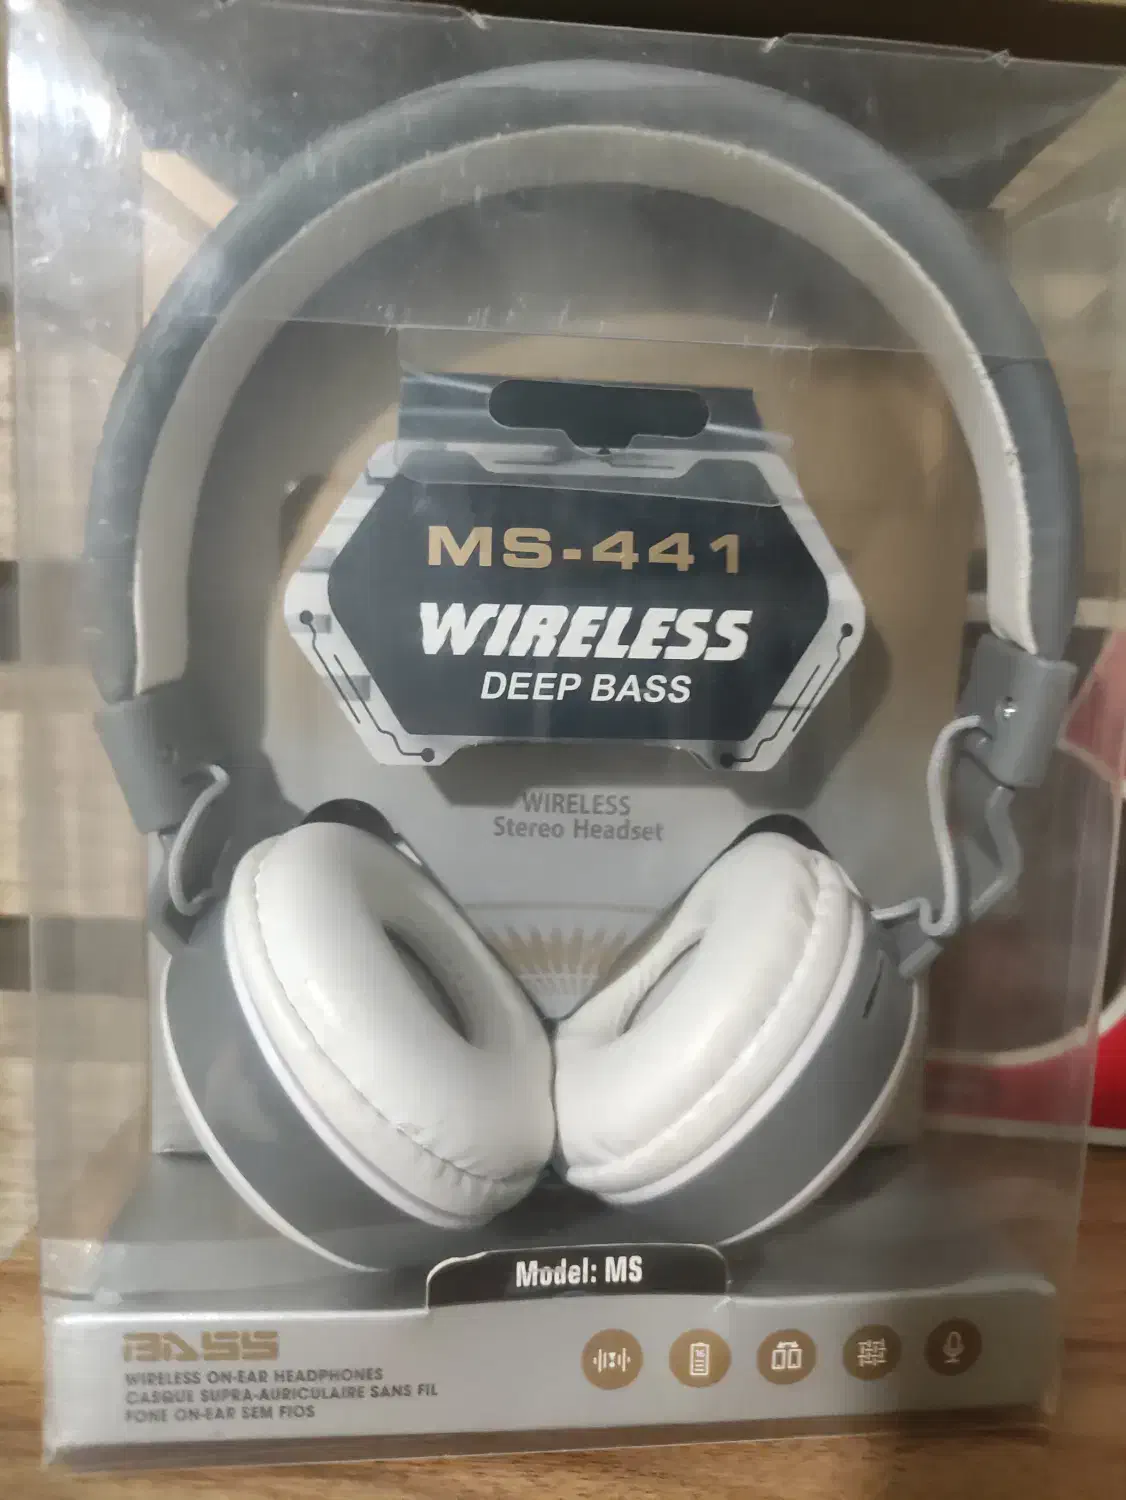 MS-441
WIRELESS
DEEP BASS
WIRELESS
Stereo Headset
Model: MS
BASS
WIRELESS ON-EAR HEADPHONES
CASQUE SUPRA-AURICULAIRE SANS FIL
FONE ON-EAR SEM FIOS